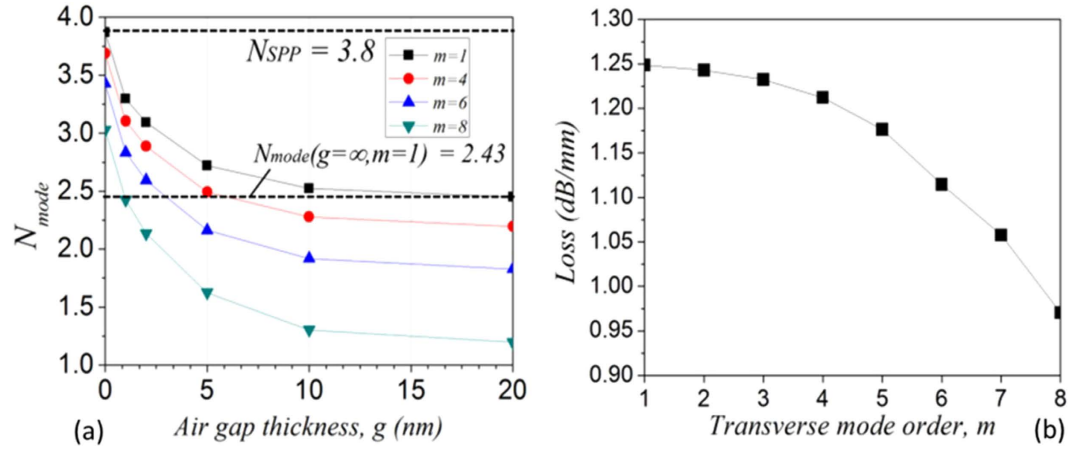 4.0
3.5
3.0
2.5
2.0
1.5
1.0
N_mode
N_SPP = 3.8
m=1
m=4
m=6
m=8
N_mode(g=∞,m=1) = 2.43
0 5 10 15 20
Air gap thickness, g (nm)
(a)
1.30
1.25
1.20
1.15
1.10
1.05
1.00
0.95
0.90
Loss (dB/mm)
1 2 3 4 5 6 7 8
Transverse mode order, m
(b)